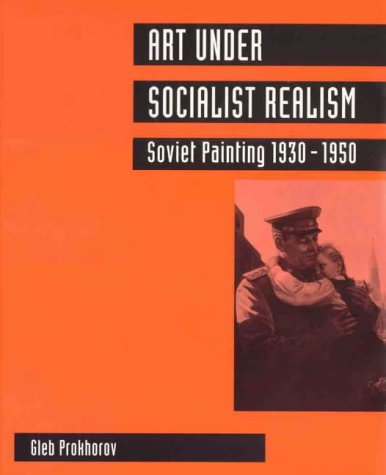 ART UNDER
SOCIALIST REALISM
Soviet Painting 1930 - 1950
Gleb Prokhorov